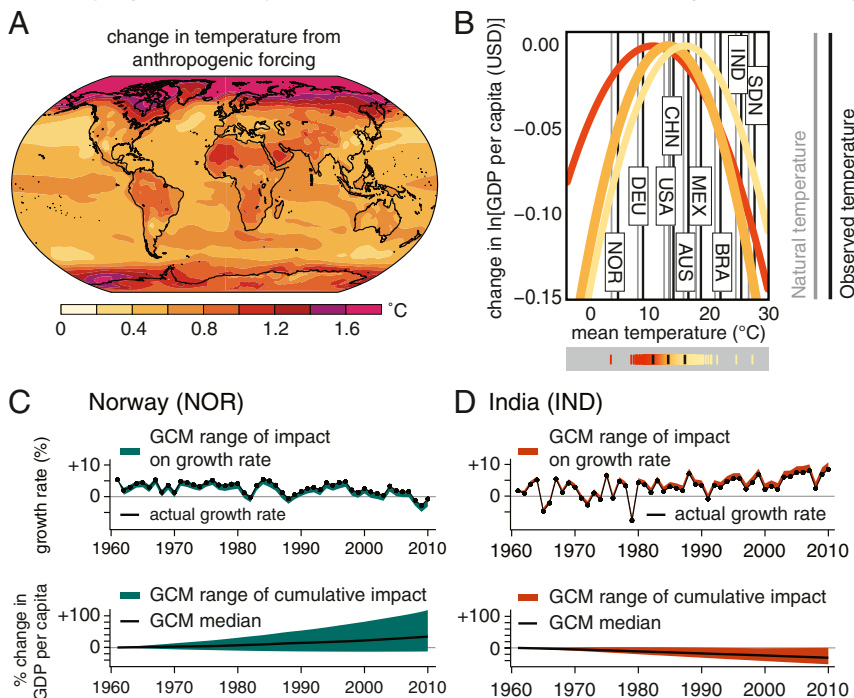 A
change in temperature from
anthropogenic forcing
0
0.4
0.8
1.2
1.6
°C
B
change in ln[GDP per capita (USD)]
0.00
−0.05
−0.10
−0.15
NOR
DEU
USA
CHN
AUS
MEX
BRA
IND
SDN
0
10
20
30
mean temperature (°C)
Natural temperature
Observed temperature
C
Norway (NOR)
growth rate (%)
+10
0
GCM range of impact
on growth rate
actual growth rate
1960
1970
1980
1990
2000
2010
% change in
GDP per capita
+100
0
GCM range of cumulative impact
GCM median
1960
1970
1980
1990
2000
2010
D
India (IND)
+10
0
GCM range of impact
on growth rate
actual growth rate
1960
1970
1980
1990
2000
2010
+100
0
GCM range of cumulative impact
GCM median
1960
1970
1980
1990
2000
2010